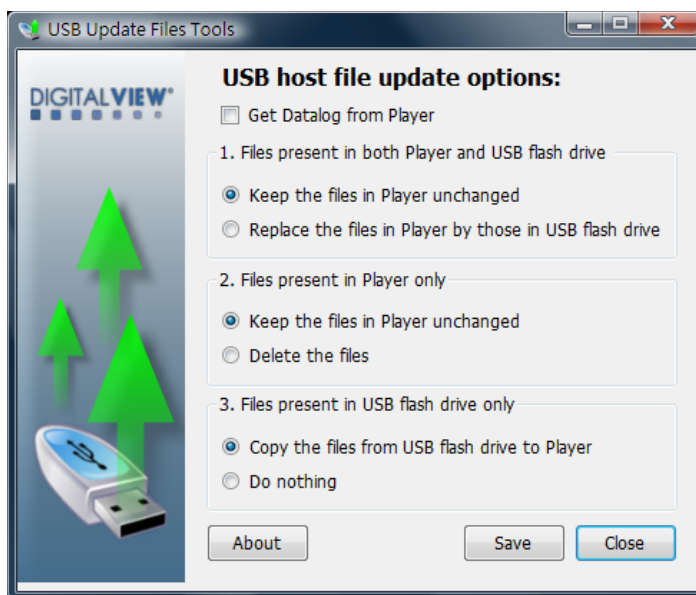 USB Update Files Tools
DIGITALVIEW®
USB host file update options:
Get Datalog from Player
1. Files present in both Player and USB flash drive
Keep the files in Player unchanged
Replace the files in Player by those in USB flash drive
2. Files present in Player only
Keep the files in Player unchanged
Delete the files
3. Files present in USB flash drive only
Copy the files from USB flash drive to Player
Do nothing
About
Save
Close